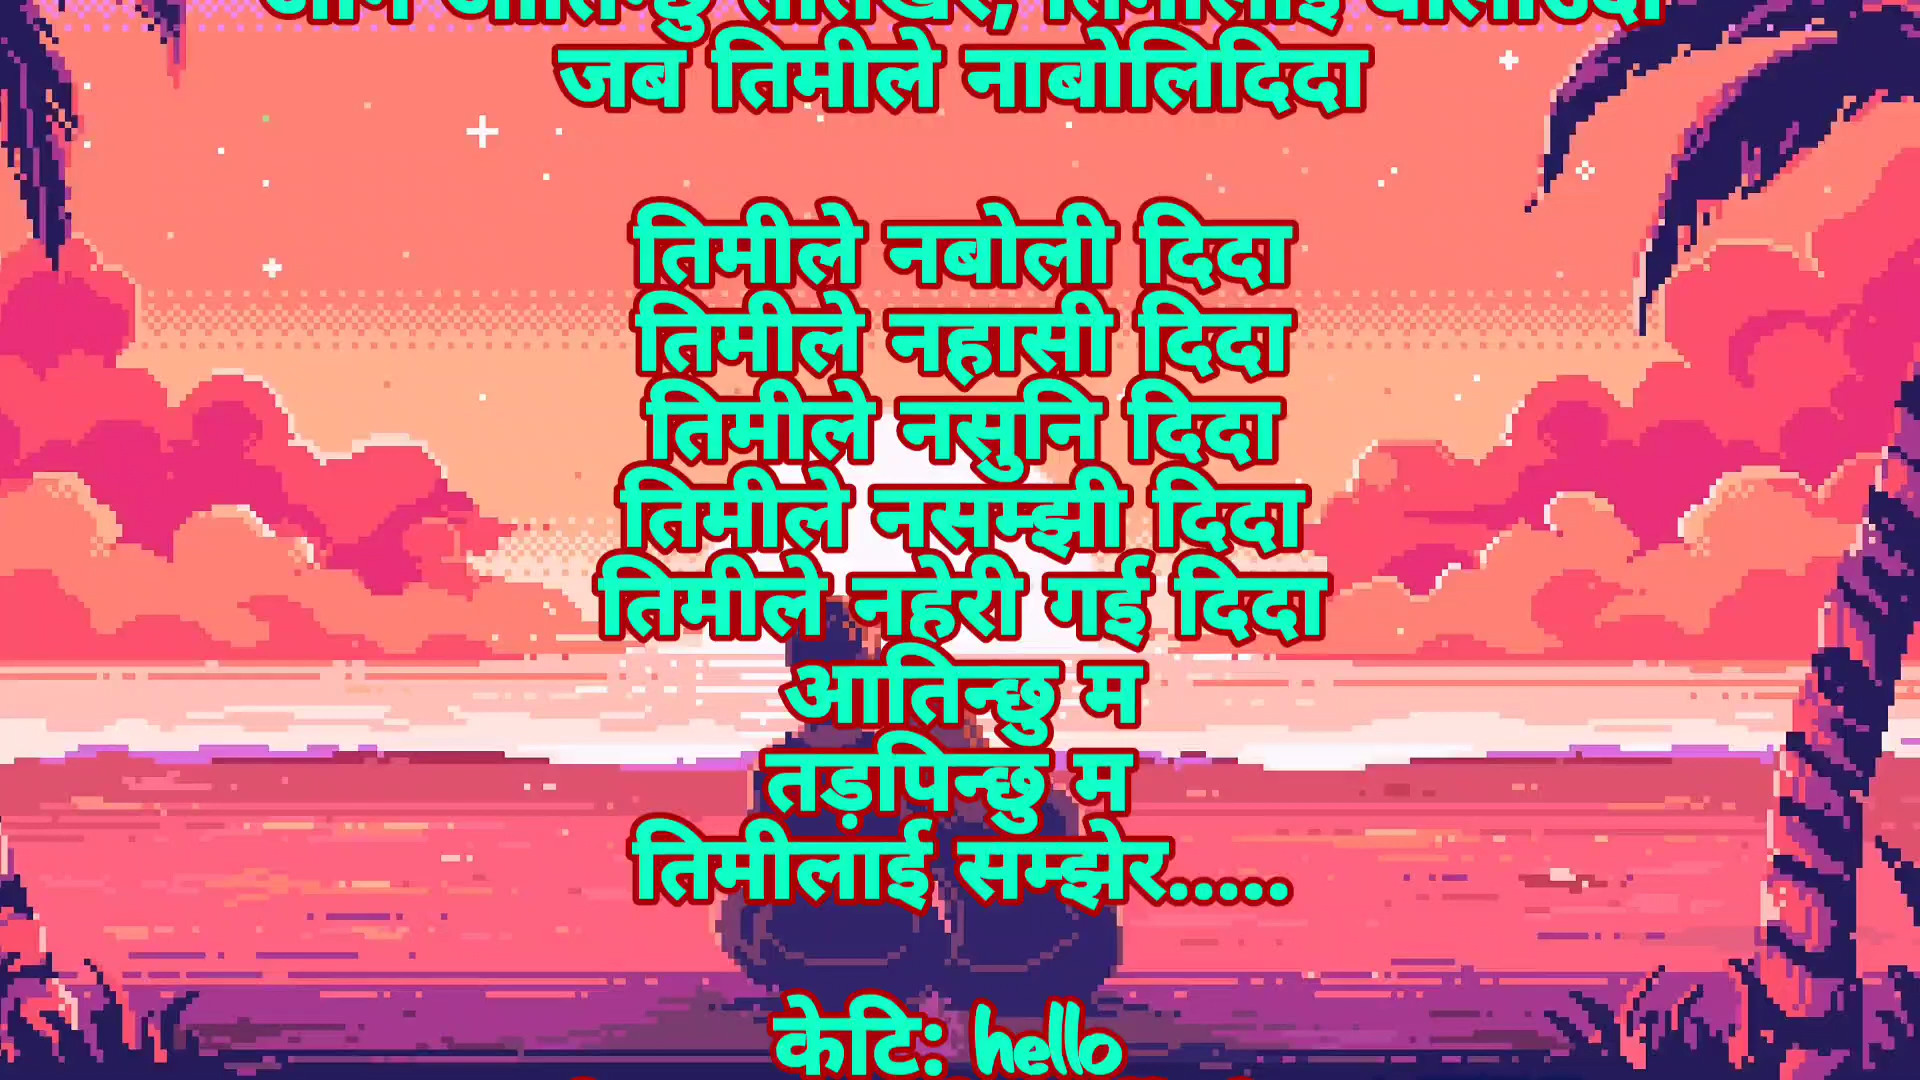 जब तिमीले नाबोलिदिदा
तिमीले नबोली दिदा
तिमीले नहासी दिदा
तिमीले नसुनि दिदा
तिमीले नसम्झी दिदा
तिमीले नहेरी गई दिदा
आतिन्छु म
तड़पिन्छु म
तिमीलाई सम्झेर.....
केटि: hello